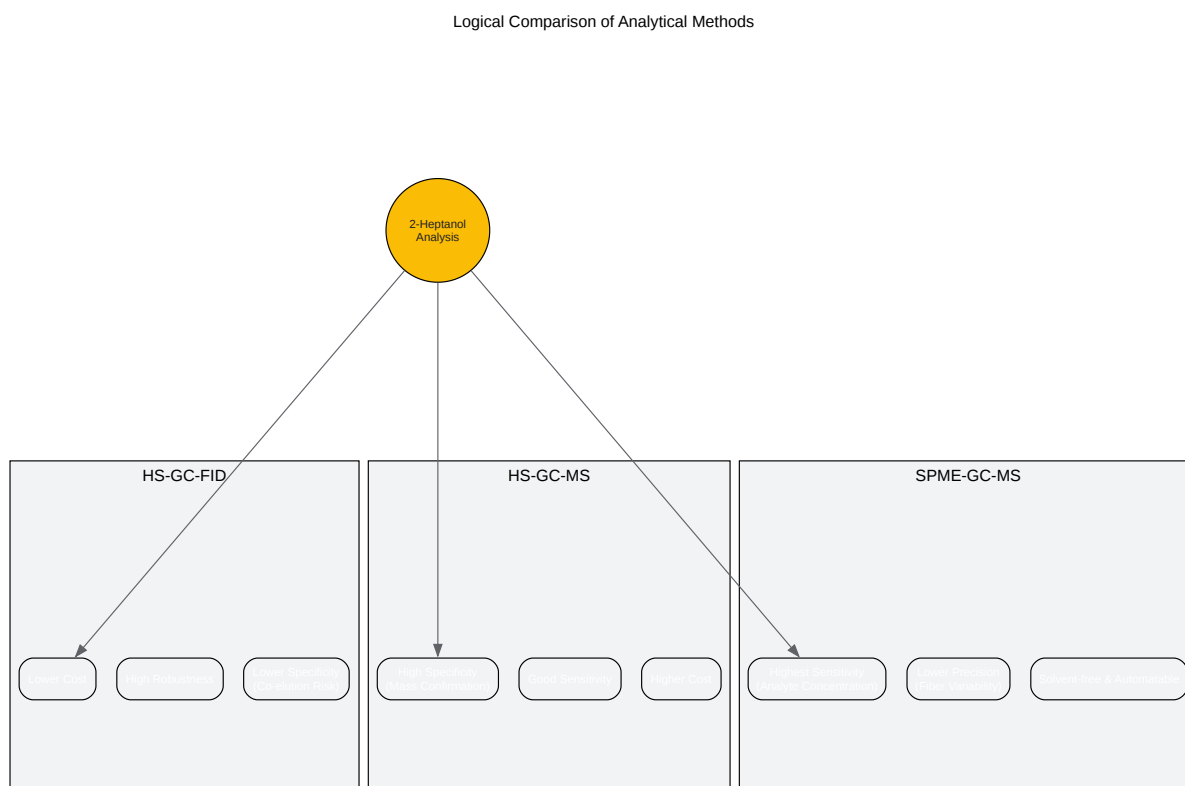 Logical Comparison of Analytical Methods
2-Heptanol
Analysis
HS-GC-FID
HS-GC-MS
SPME-GC-MS
Lower Cost
High Robustness
Lower Specificity
(Co-elution Risk)
High Specificity
(Mass Confirmation)
Good Sensitivity
Higher Cost
Highest Sensitivity
(Analyte Concentration)
Lower Precision
(Fiber Variability)
Solvent-free & Automatable